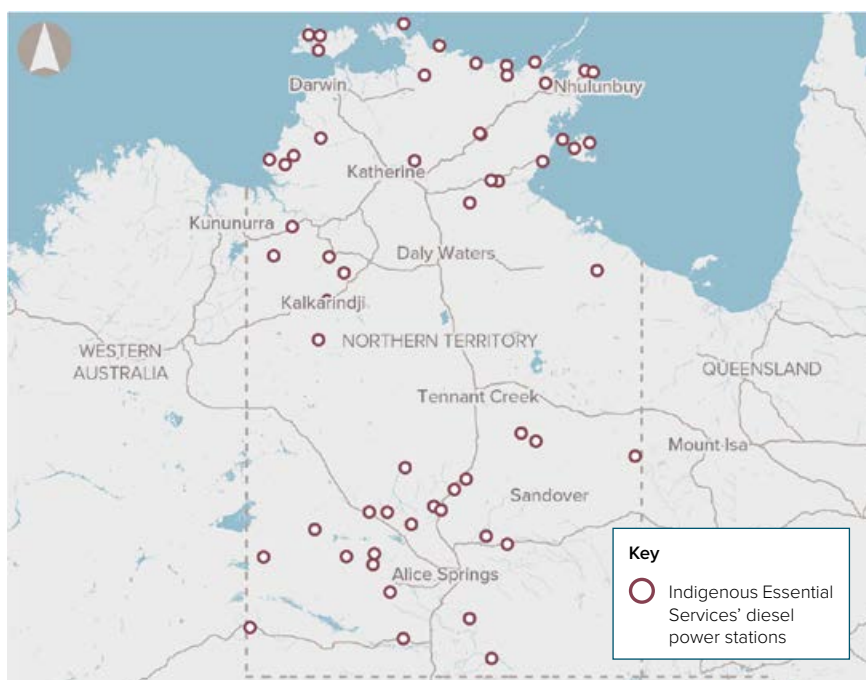 Darwin
Nhulunbuy
Katherine
Kununurra
Daly Waters
Kalkarindji
WESTERN
AUSTRALIA
NORTHERN TERRITORY
QUEENSLAND
Tennant Creek
Mount Isa
Sandover
Alice Springs
Key
Indigenous Essential
Services’ diesel
power stations